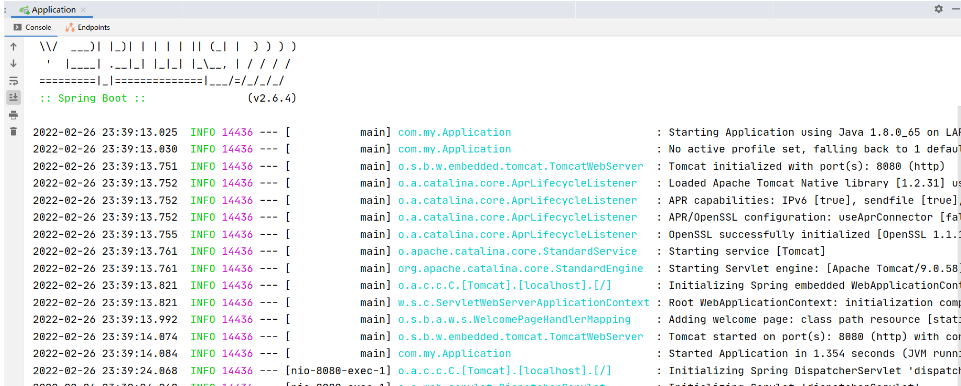 Application
Console Endpoints
\\/  ___)| |_)| | | | | || (_| |  ) ) ) )
'  |____| .__|_| |_|_| |_\__, | / / / /
=========|_|==============|___/=/_/_/_/
:: Spring Boot ::                (v2.6.4)
2022-02-26 23:39:13.025  INFO 14436 --- [           main] com.my.Application                       : Starting Application using Java 1.8.0_65 on LAP
2022-02-26 23:39:13.030  INFO 14436 --- [           main] com.my.Application                       : No active profile set, falling back to 1 defau
2022-02-26 23:39:13.751  INFO 14436 --- [           main] o.s.b.w.embedded.tomcat.TomcatWebServer  : Tomcat initialized with port(s): 8080 (http)
2022-02-26 23:39:13.752  INFO 14436 --- [           main] o.a.catalina.core.AprLifecycleListener   : Loaded Apache Tomcat Native library [1.2.31] us
2022-02-26 23:39:13.752  INFO 14436 --- [           main] o.a.catalina.core.AprLifecycleListener   : APR capabilities: IPv6 [true], sendfile [true],
2022-02-26 23:39:13.752  INFO 14436 --- [           main] o.a.catalina.core.AprLifecycleListener   : APR/OpenSSL configuration: useAprConnector [fal
2022-02-26 23:39:13.755  INFO 14436 --- [           main] o.a.catalina.core.AprLifecycleListener   : OpenSSL successfully initialized [OpenSSL 1.1.1
2022-02-26 23:39:13.761  INFO 14436 --- [           main] o.apache.catalina.core.StandardService   : Starting service [Tomcat]
2022-02-26 23:39:13.761  INFO 14436 --- [           main] org.apache.catalina.core.StandardEngine  : Starting Servlet engine: [Apache Tomcat/9.0.58]
2022-02-26 23:39:13.821  INFO 14436 --- [           main] o.a.c.c.C.[Tomcat].[localhost].[/]       : Initializing Spring embedded WebApplicationCont
2022-02-26 23:39:13.821  INFO 14436 --- [           main] w.s.c.ServletWebServerApplicationContext : Root WebApplicationContext: initialization comp
2022-02-26 23:39:13.992  INFO 14436 --- [           main] o.s.b.a.w.s.WelcomePageHandlerMapping    : Adding welcome page: class path resource [stati
2022-02-26 23:39:14.074  INFO 14436 --- [           main] o.s.b.w.embedded.tomcat.TomcatWebServer  : Tomcat started on port(s): 8080 (http) with con
2022-02-26 23:39:14.084  INFO 14436 --- [           main] com.my.Application                       : Started Application in 1.354 seconds (JVM runni
2022-02-26 23:39:24.068  INFO 14436 --- [nio-8080-exec-1] o.a.c.c.C.[Tomcat].[localhost].[/]       : Initializing Spring DispatcherServlet 'dispatch